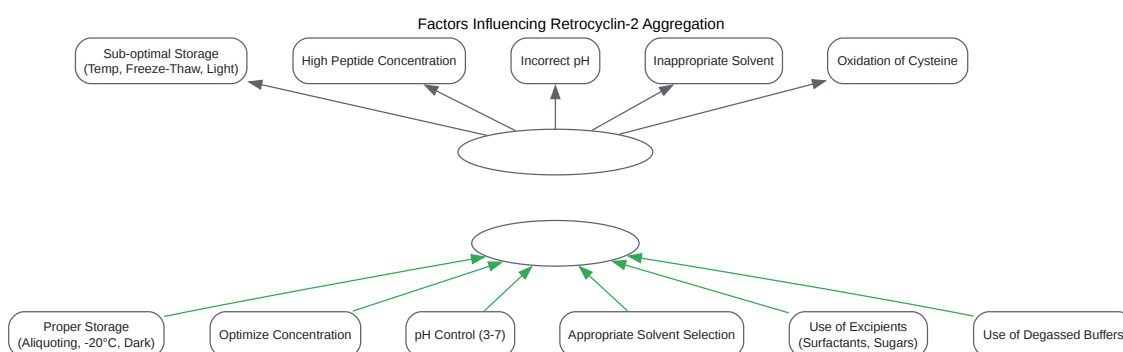 Factors Influencing Retrocyclin-2 Aggregation
Sub-optimal Storage
(Temp, Freeze-Thaw, Light)
High Peptide Concentration
Incorrect pH
Inappropriate Solvent
Oxidation of Cysteine
Proper Storage
(Aliquoting, -20°C, Dark)
Optimize Concentration
pH Control (3-7)
Appropriate Solvent Selection
Use of Excipients
(Surfactants, Sugars)
Use of Degassed Buffers